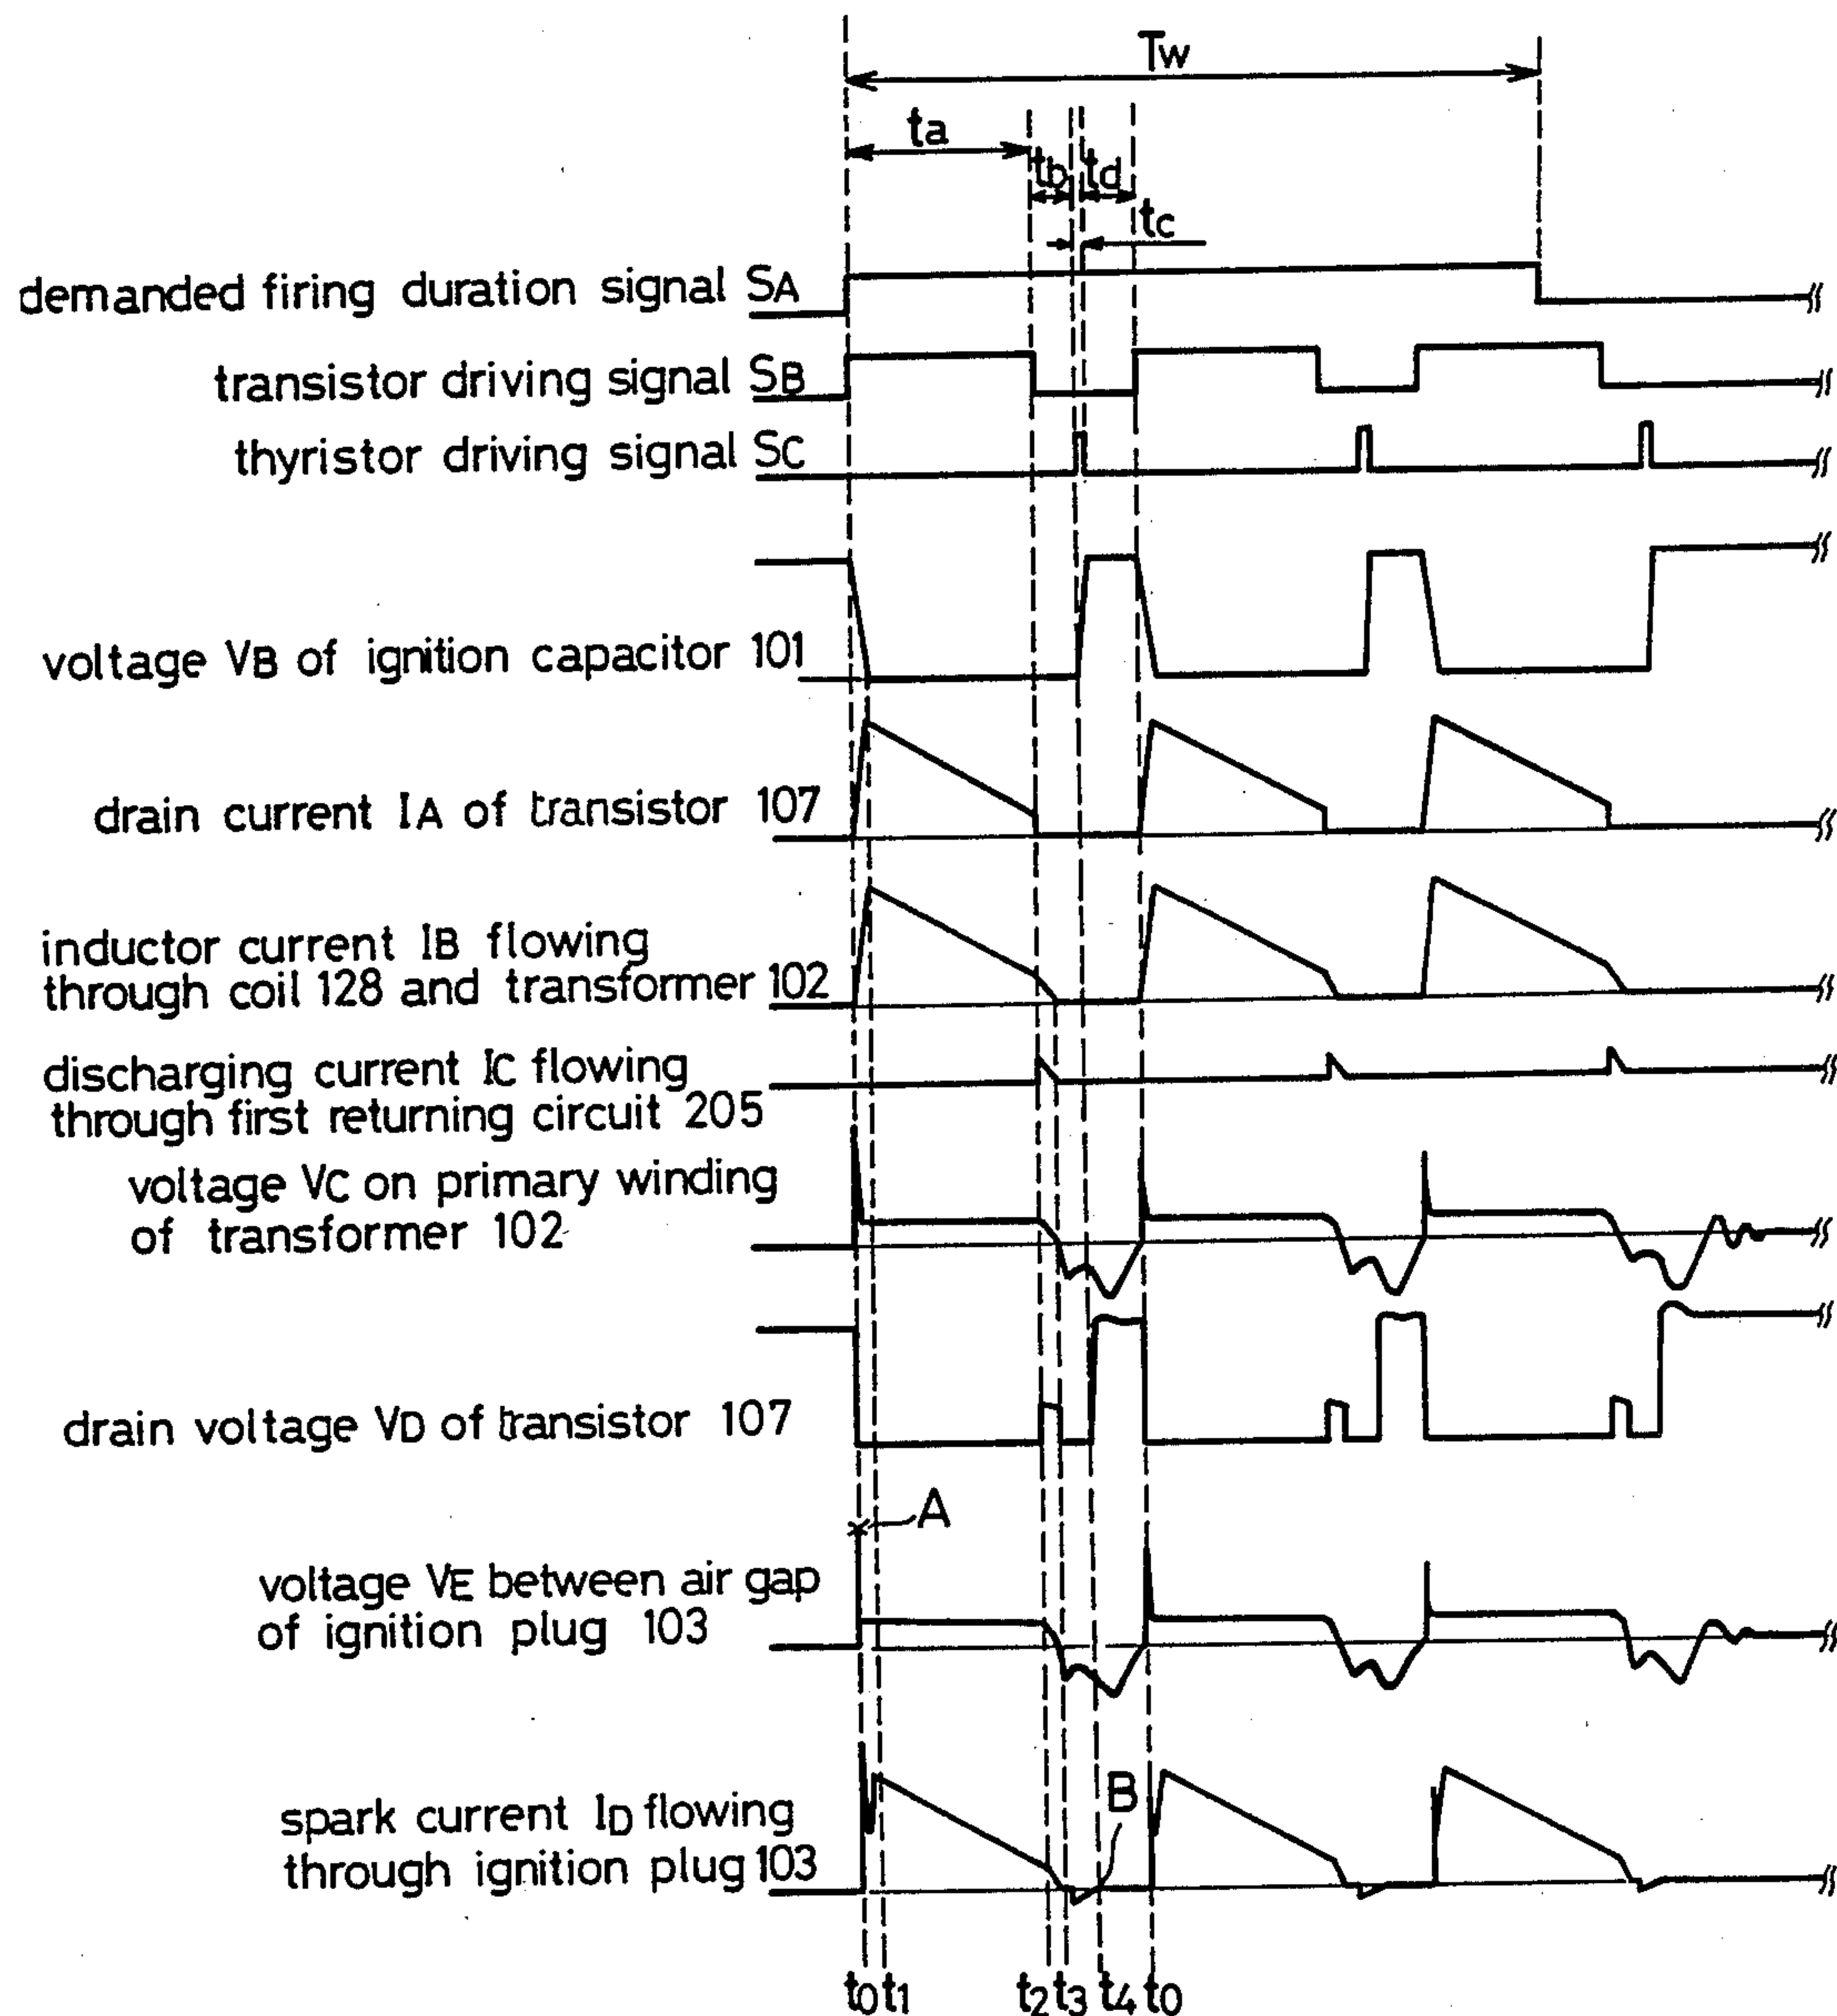 Tw
ta
tb
td
tc
demanded firing duration signal SA
transistor driving signal SB
thyristor driving signal SC
voltage VB of ignition capacitor 101
drain current IA of transistor 107
inductor current IB flowing
through coil 128 and transformer 102
discharging current IC flowing
through first returning circuit 205
voltage VC on primary winding
of transformer 102
drain voltage VD of transistor 107
A
voltage VE between air gap
of ignition plug 103
B
spark current ID flowing
through ignition plug 103
t0 t1 t2 t3 t4 t0